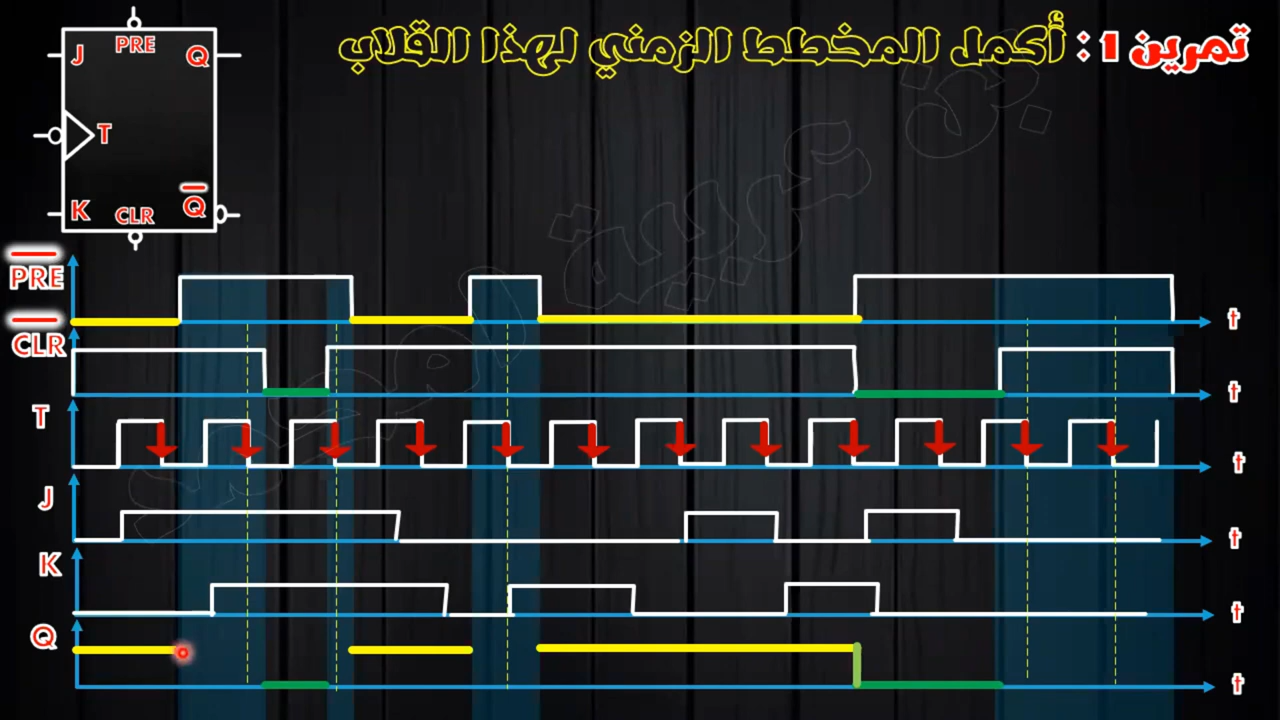 تمرين 1 : أكمل المخطط الزمني لهذا القلاب
J PRE Q
T
K CLR Q
PRE t
CLR t
T t
J t
K t
Q t